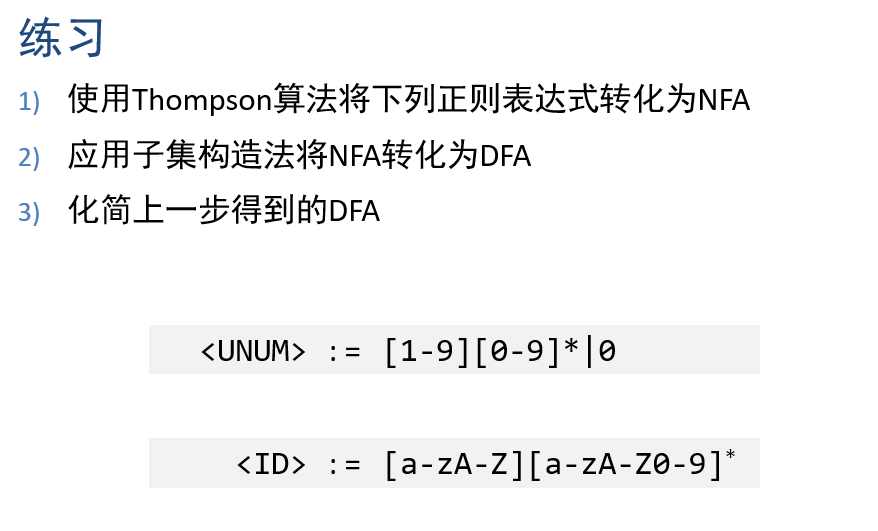 练习
1) 使用Thompson算法将下列正则表达式转化为NFA
2) 应用子集构造法将NFA转化为DFA
3) 化简上一步得到的DFA
<UNUM> := [1-9][0-9]*|0
<ID> := [a-zA-Z][a-zA-Z0-9]*